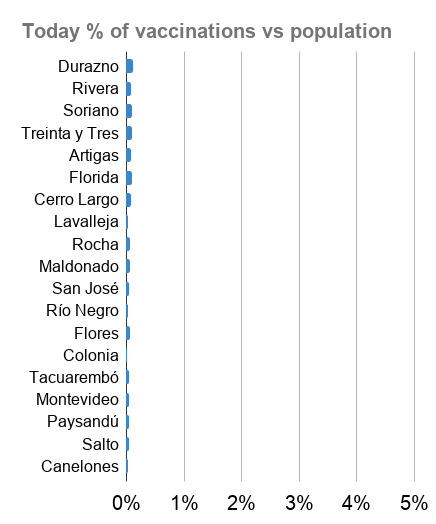 Today % of vaccinations vs population
Durazno
Rivera
Soriano
Treinta y Tres
Artigas
Florida
Cerro Largo
Lavalleja
Rocha
Maldonado
San José
Río Negro
Flores
Colonia
Tacuarembó
Montevideo
Paysandú
Salto
Canelones
0% 1% 2% 3% 4% 5%